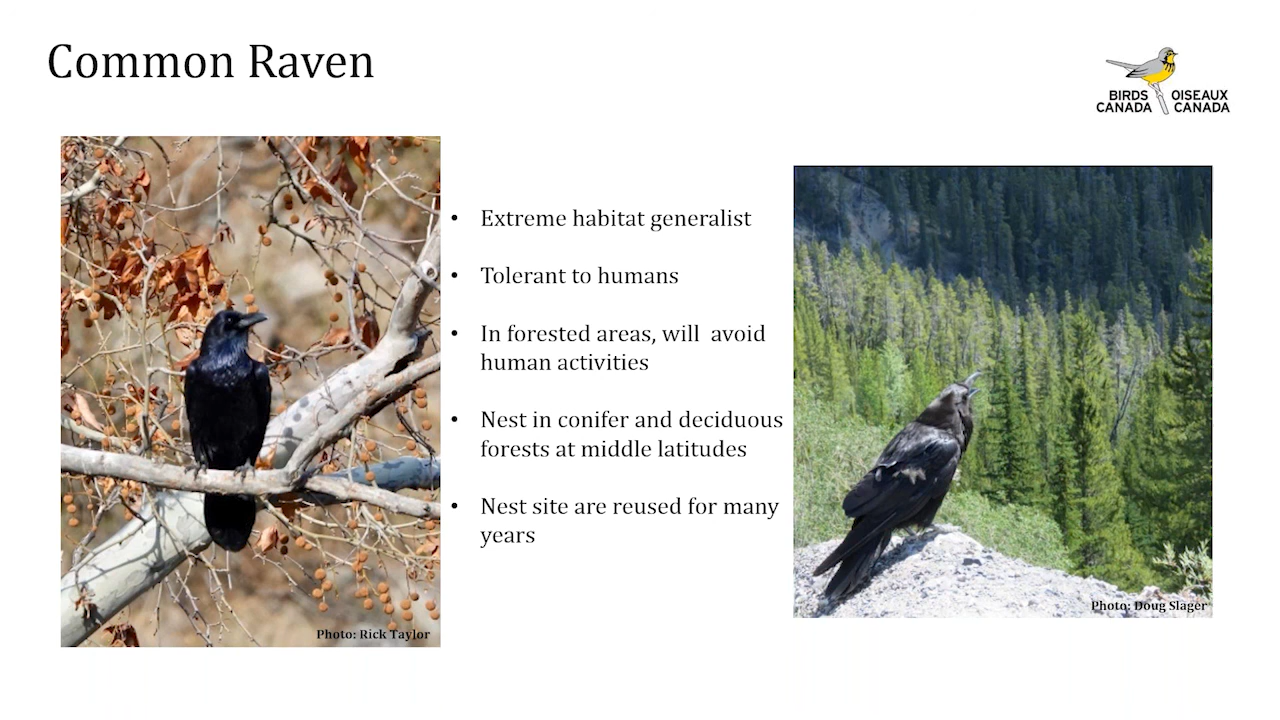 Common Raven
BIRDS CANADA
OISEAUX CANADA
• Extreme habitat generalist
• Tolerant to humans
• In forested areas, will  avoid
human activities
• Nest in conifer and deciduous
forests at middle latitudes
• Nest site are reused for many
years
Photo: Rick Taylor
Photo: Doug Slager